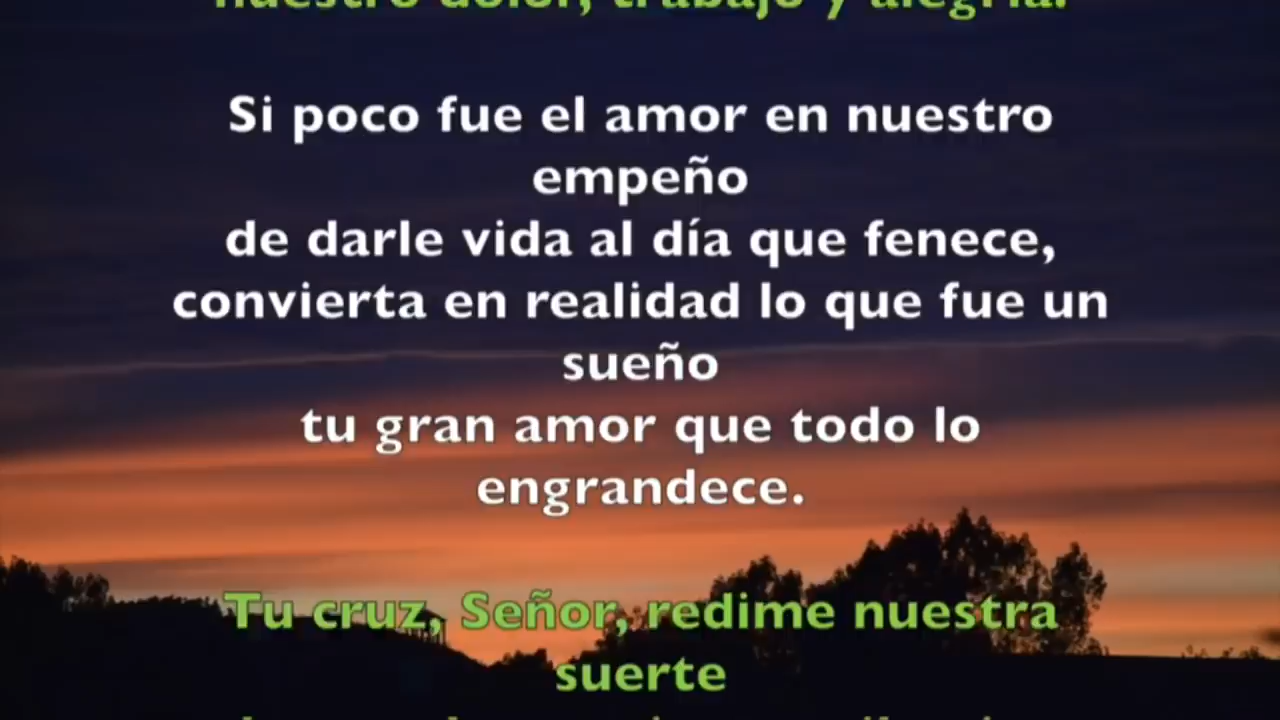 nuestro dolor, trabajo y alegría.
Si poco fue el amor en nuestro
empeño
de darle vida al día que fenece,
convierta en realidad lo que fue un
sueño
tu gran amor que todo lo
engrandece.
Tu cruz, Señor, redime nuestra
suerte